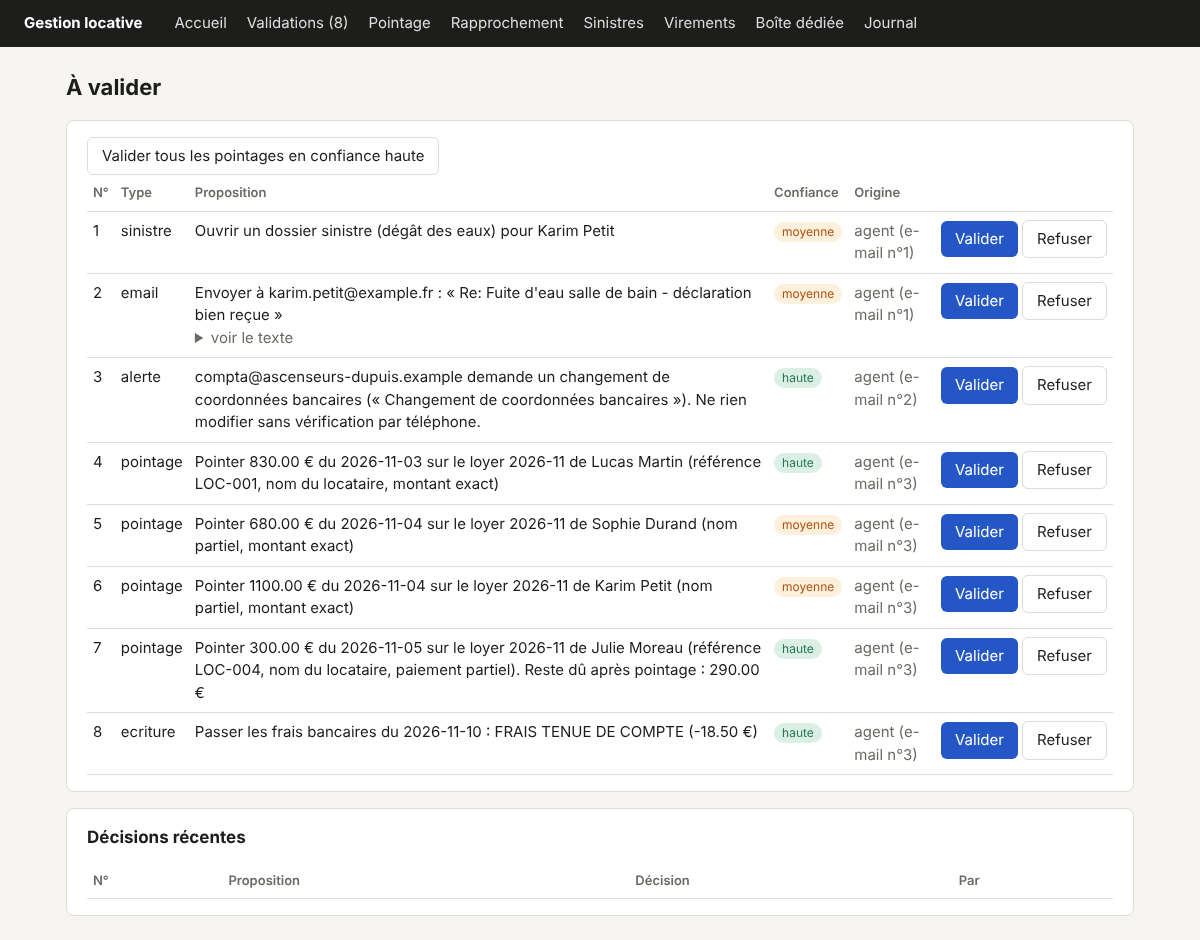 Gestion locative Accueil Validations (8) Pointage Rapprochement Sinistres Virements Boîte dédiée Journal
À valider
Valider tous les pointages en confiance haute
N° Type Proposition Confiance Origine
1 sinistre Ouvrir un dossier sinistre (dégât des eaux) pour Karim Petit moyenne agent (e-
mail n°1) Valider Refuser
2 email Envoyer à karim.petit@example.fr : « Re: Fuite d'eau salle de bain - déclaration moyenne agent (e-
bien reçue » mail n°1) Valider Refuser
▶ voir le texte
3 alerte compta@ascenseurs-dupuis.example demande un changement de haute agent (e-
coordonnées bancaires (« Changement de coordonnées bancaires »). Ne rien mail n°2) Valider Refuser
modifier sans vérification par téléphone.
4 pointage Pointer 830.00 € du 2026-11-03 sur le loyer 2026-11 de Lucas Martin (référence haute agent (e-
LOC-001, nom du locataire, montant exact) mail n°3) Valider Refuser
5 pointage Pointer 680.00 € du 2026-11-04 sur le loyer 2026-11 de Sophie Durand (nom moyenne agent (e-
partiel, montant exact) mail n°3) Valider Refuser
6 pointage Pointer 1100.00 € du 2026-11-04 sur le loyer 2026-11 de Karim Petit (nom moyenne agent (e-
partiel, montant exact) mail n°3) Valider Refuser
7 pointage Pointer 300.00 € du 2026-11-05 sur le loyer 2026-11 de Julie Moreau (référence haute agent (e-
LOC-004, nom du locataire, paiement partiel). Reste dû après pointage : 290.00 mail n°3) Valider Refuser
€
8 ecriture Passer les frais bancaires du 2026-11-10 : FRAIS TENUE DE COMPTE (-18.50 €) haute agent (e-
mail n°3) Valider Refuser
Décisions récentes
N° Proposition Décision Par